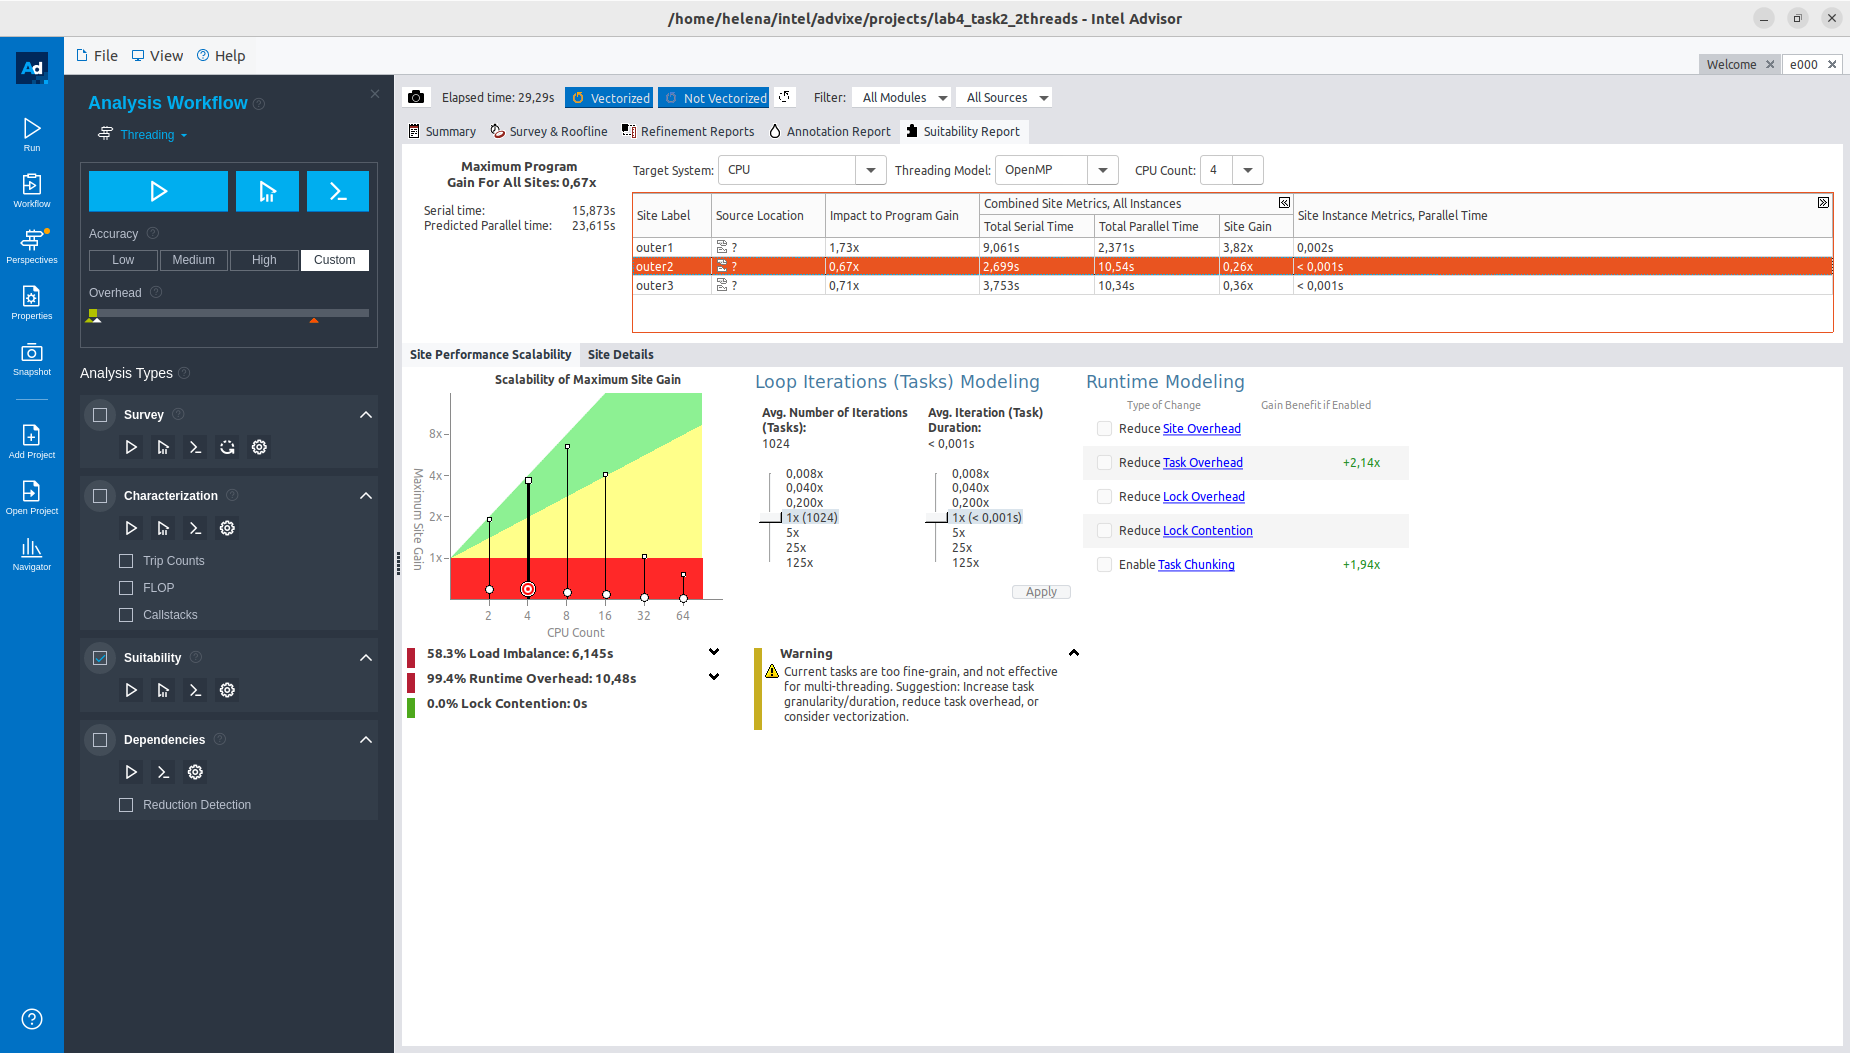 /home/helena/intel/advixe/projects/lab4_task2_2threads - Intel Advisor
Ad
File View Help
Welcome e000
Run
Workflow
Perspectives
Properties
Snapshot
Add Project
Open Project
Navigator
Analysis Workflow
Threading
Accuracy
Low Medium High Custom
Overhead
Analysis Types
Survey
Characterization
Trip Counts
FLOP
Callstacks
Suitability
Dependencies
Reduction Detection
Elapsed time: 29,29s Vectorized Not Vectorized Filter: All Modules All Sources
Summary Survey & Roofline Refinement Reports Annotation Report Suitability Report
Maximum Program
Gain For All Sites: 0,67x
Serial time: 15,873s
Predicted Parallel time: 23,615s
Target System: CPU Threading Model: OpenMP CPU Count: 4
Site Label Source Location Impact to Program Gain Combined Site Metrics, All Instances Site Instance Metrics, Parallel Time
Total Serial Time Total Parallel Time Site Gain
outer1 ? 1,73x 9,061s 2,371s 3,82x 0,002s
outer2 ? 0,67x 2,699s 10,54s 0,26x < 0,001s
outer3 ? 0,71x 3,753s 10,34s 0,36x < 0,001s
Site Performance Scalability Site Details
Scalability of Maximum Site Gain
Maximum Site Gain
8x
4x
2x
1x
2 4 8 16 32 64
CPU Count
Loop Iterations (Tasks) Modeling
Avg. Number of Iterations
(Tasks):
1024
0,008x
0,040x
0,200x
1x (1024)
5x
25x
125x
Avg. Iteration (Task)
Duration:
< 0,001s
0,008x
0,040x
0,200x
1x (< 0,001s)
5x
25x
125x
Apply
Runtime Modeling
Type of Change Gain Benefit if Enabled
Reduce Site Overhead
Reduce Task Overhead +2,14x
Reduce Lock Overhead
Reduce Lock Contention
Enable Task Chunking +1,94x
58.3% Load Imbalance: 6,145s
99.4% Runtime Overhead: 10,48s
0.0% Lock Contention: 0s
Warning
Current tasks are too fine-grain, and not effective
for multi-threading. Suggestion: Increase task
granularity/duration, reduce task overhead, or
consider vectorization.